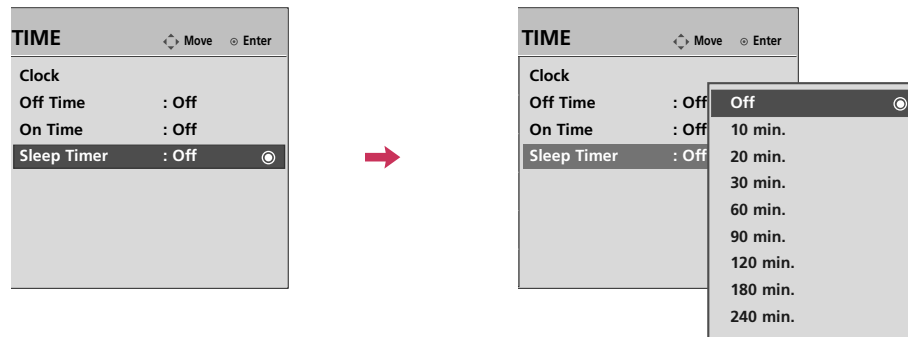 TIME Move Enter
Clock
Off Time : Off
On Time : Off
Sleep Timer : Off
TIME Move Enter
Clock
Off Time : Off
On Time : Off
Sleep Timer : Off
Off
10 min.
20 min.
30 min.
60 min.
90 min.
120 min.
180 min.
240 min.